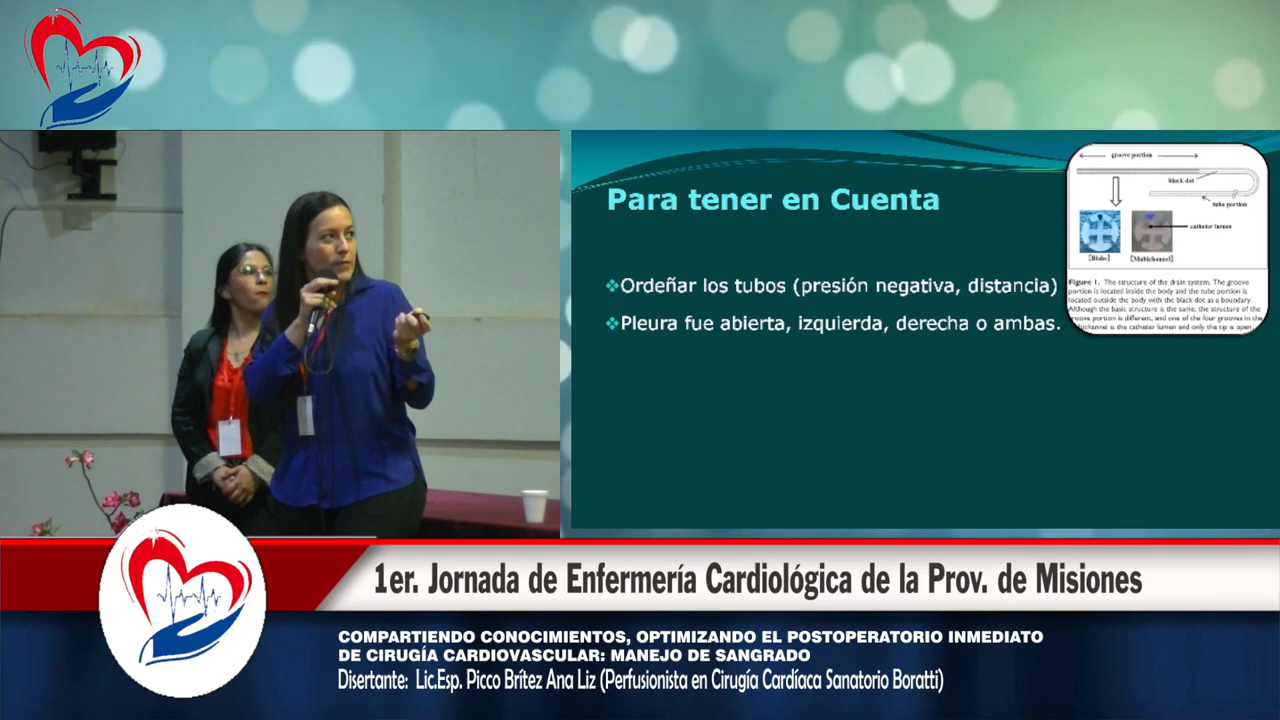 Para tener en Cuenta
❖Ordeñar los tubos (presión negativa, distancia)
❖Pleura fue abierta, izquierda, derecha o ambas.
groove portion
black dot
tube portion
catheter lumen
[Blake]
[Multichannel]
Figure 1. The structure of the drain system. The groove
portion is located inside the body and the tube portion is
located outside the body with the black dot as a boundary.
Although the basic structure is the same, the structure of the
groove portion is different, and one of the four grooves in the
multichannel is the catheter lumen and only the tip is open
1er. Jornada de Enfermería Cardiológica de la Prov. de Misiones
COMPARTIENDO CONOCIMIENTOS, OPTIMIZANDO EL POSTOPERATORIO INMEDIATO
DE CIRUGÍA CARDIOVASCULAR: MANEJO DE SANGRADO
Disertante: Lic.Esp. Picco Brítez Ana Liz (Perfusionista en Cirugía Cardíaca Sanatorio Boratti)